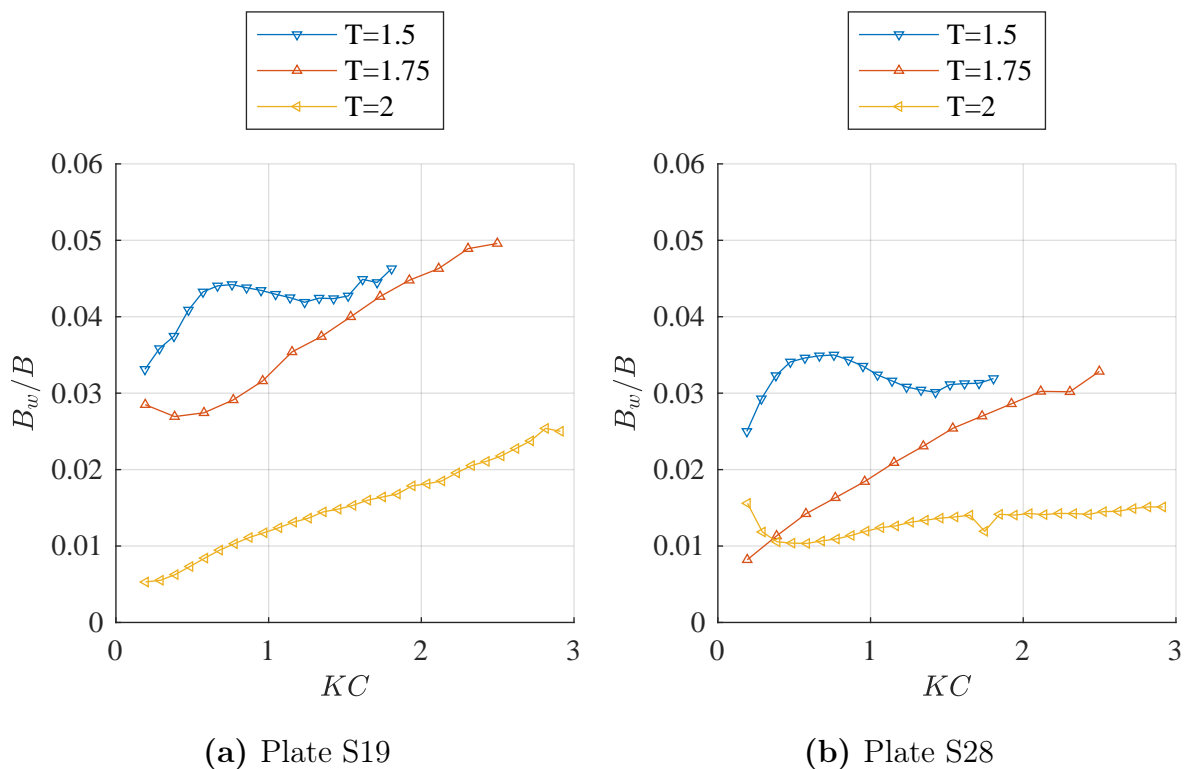 T=1.5
T=1.75
T=2
0.06
0.05
0.04
0.03
0.02
0.01
0
B_w/B
0 1 2 3
KC
(a) Plate S19
T=1.5
T=1.75
T=2
0.06
0.05
0.04
0.03
0.02
0.01
0
B_w/B
0 1 2 3
KC
(b) Plate S28